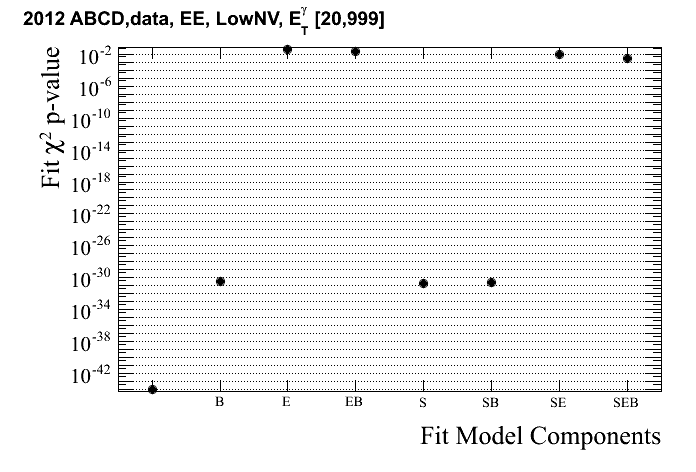 2012 ABCD,data, EE, LowNV, E_T^γ [20,999]
Fit χ² p-value
10⁻²
10⁻⁶
10⁻¹⁰
10⁻¹⁴
10⁻¹⁸
10⁻²²
10⁻²⁶
10⁻³⁰
10⁻³⁴
10⁻³⁸
10⁻⁴²
B E EB S SB SE SEB
Fit Model Components